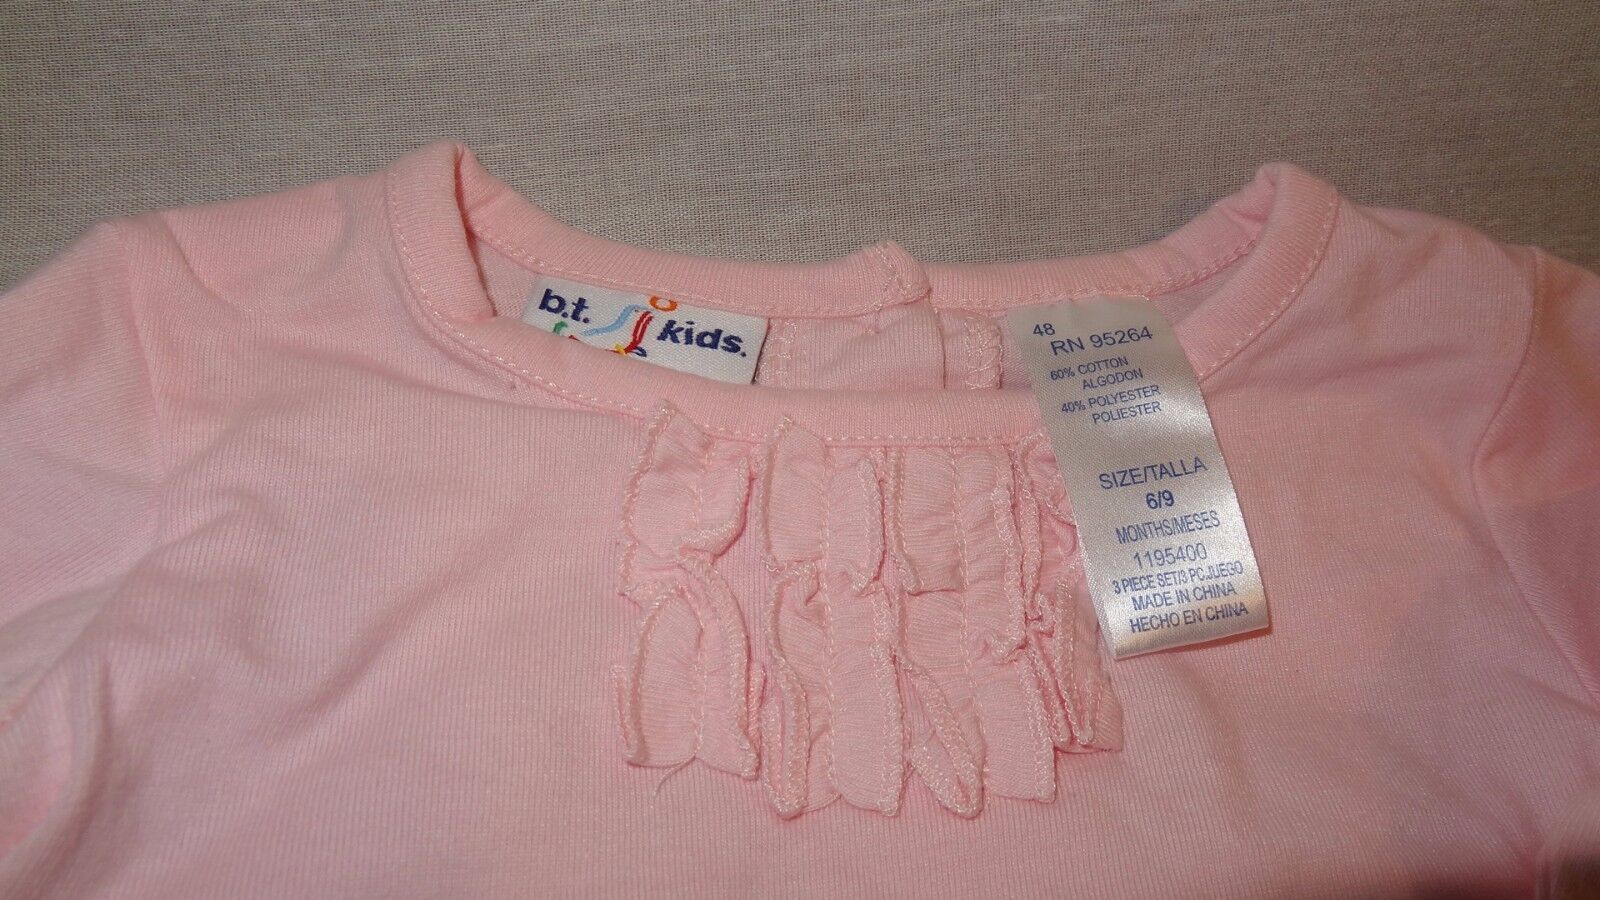 b.t. kids.
48
RN 95264
60% COTTON
ALGODON
40% POLYESTER
POLIESTER
SIZE/TALLA
6/9
MONTHS/MESES
1195400
3 PIECE SET/3 PC.JUEGO
MADE IN CHINA
HECHO EN CHINA